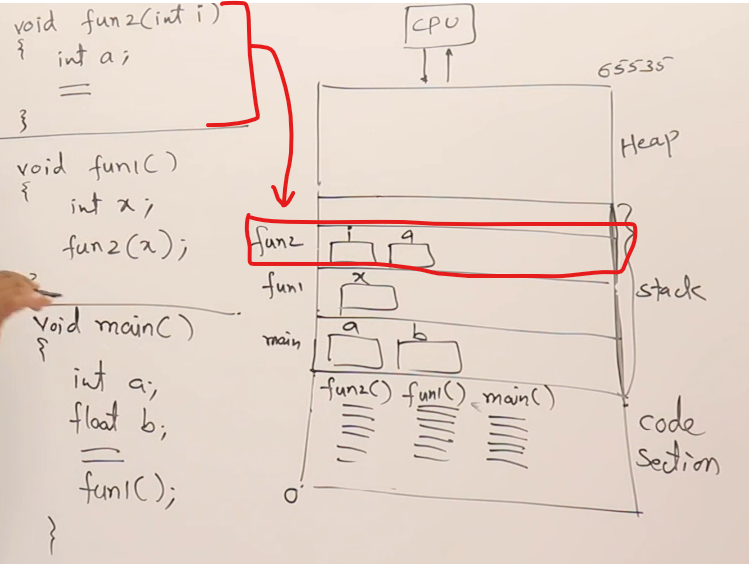 void fun2(int i)
{
int a;
}
void fun1()
{
int x;
fun2(x);
}
void main()
{
int a;
float b;
fun1();
}
CPU
65535
Heap
fun2 i a
fun1 x
main a b
stack
fun2() fun1() main()
code
section
0